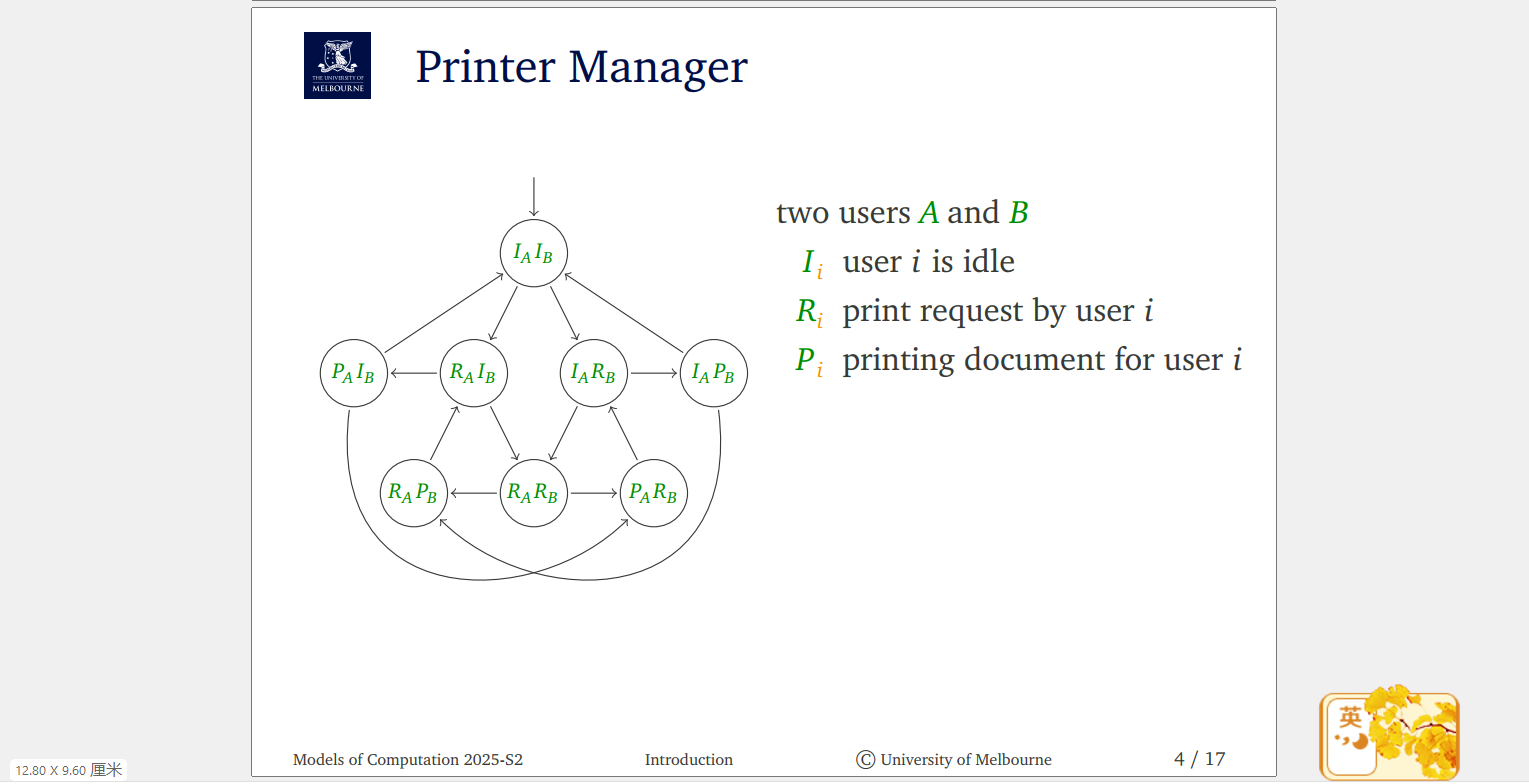 THE UNIVERSITY OF
MELBOURNE
Printer Manager
two users A and B
I_i user i is idle
R_i print request by user i
P_i printing document for user i
I_A I_B
P_A I_B R_A I_B I_A R_B I_A P_B
R_A P_B R_A R_B P_A R_B
Models of Computation 2025-S2 Introduction © University of Melbourne 4 / 17
12.80 X 9.60 厘米
英